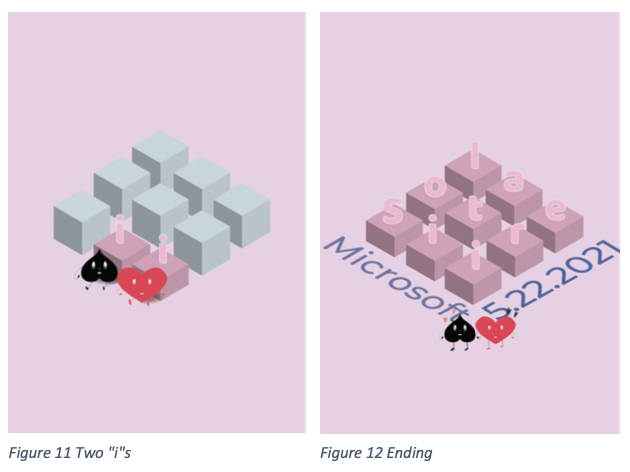 i i
S o l
i t a
i r e
Microsoft 5.22.2021
Figure 11 Two "i"s
Figure 12 Ending